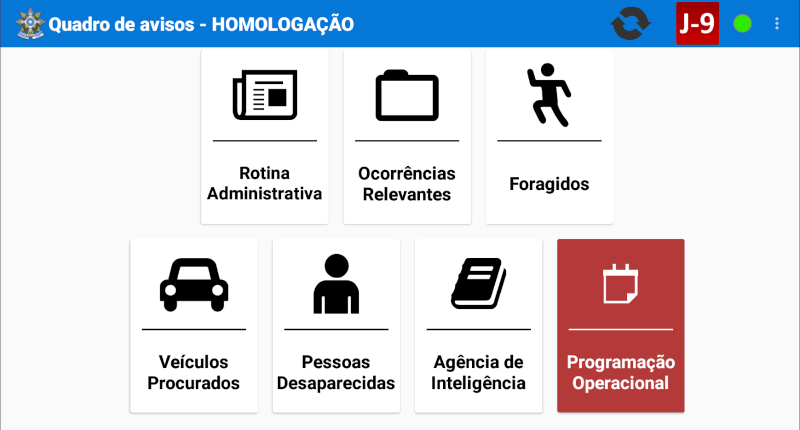 Quadro de avisos - HOMOLOGAÇÃO
J-9
Rotina
Administrativa
Ocorrências
Relevantes
Foragidos
Veículos
Procurados
Pessoas
Desaparecidas
Agência de
Inteligência
Programação
Operacional